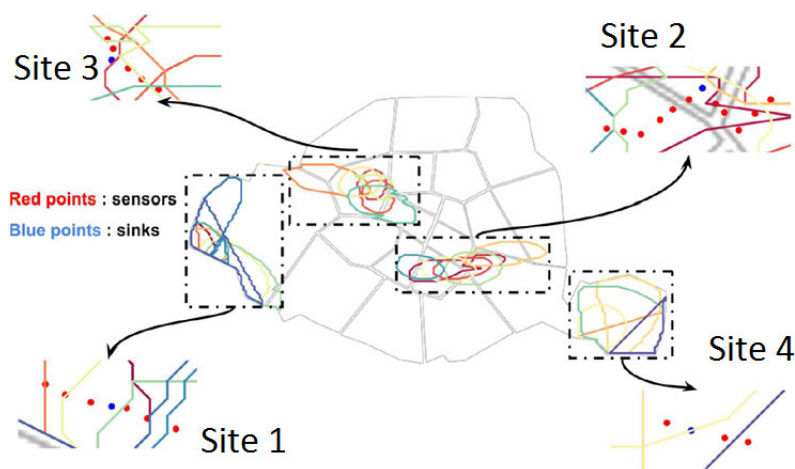 Site 3
Site 2
Red points : sensors
Blue points : sinks
Site 4
Site 1